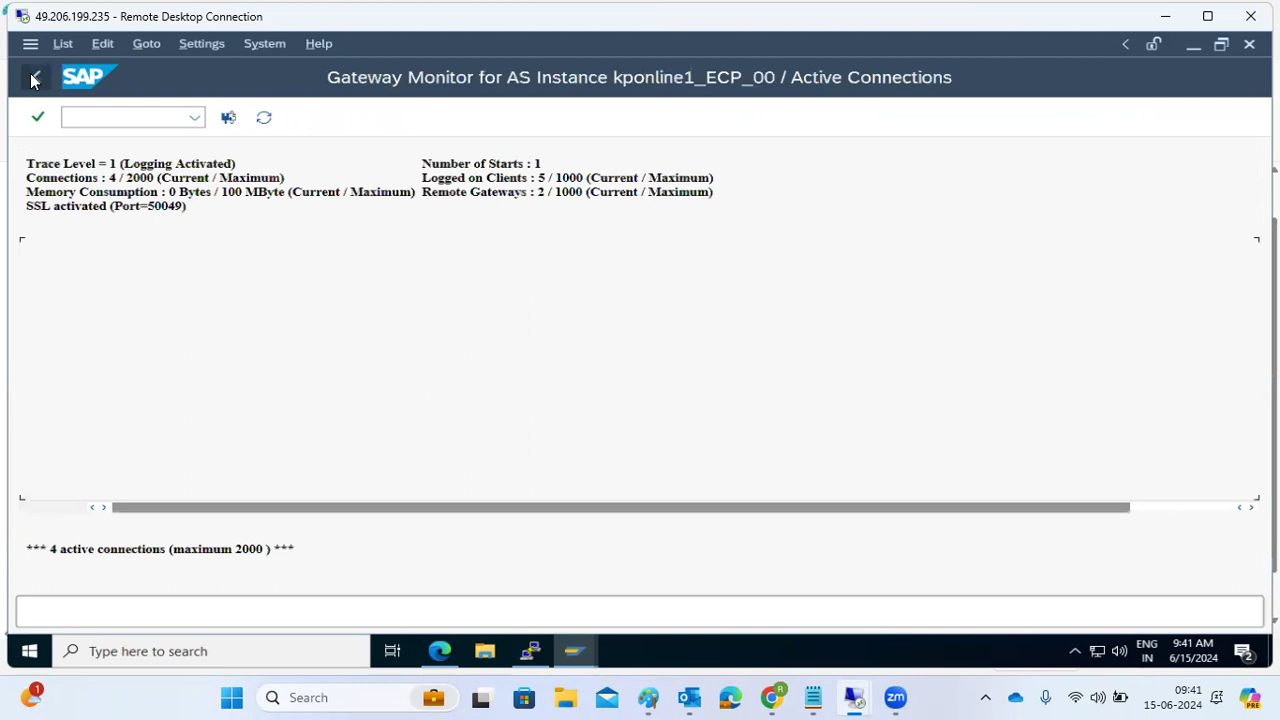 49.206.199.235 - Remote Desktop Connection
List Edit Goto Settings System Help
SAP Gateway Monitor for AS Instance kponline1_ECP_00 / Active Connections
Trace Level = 1 (Logging Activated) Number of Starts : 1
Connections : 4 / 2000 (Current / Maximum) Logged on Clients : 5 / 1000 (Current / Maximum)
Memory Consumption : 0 Bytes / 100 MByte (Current / Maximum) Remote Gateways : 2 / 1000 (Current / Maximum)
SSL activated (Port=50049)
*** 4 active connections (maximum 2000 ) ***
Type here to search
ENG
IN
9:41 AM
6/15/2024
2
1
Search
R
zm
09:41
15-06-2024
PRE